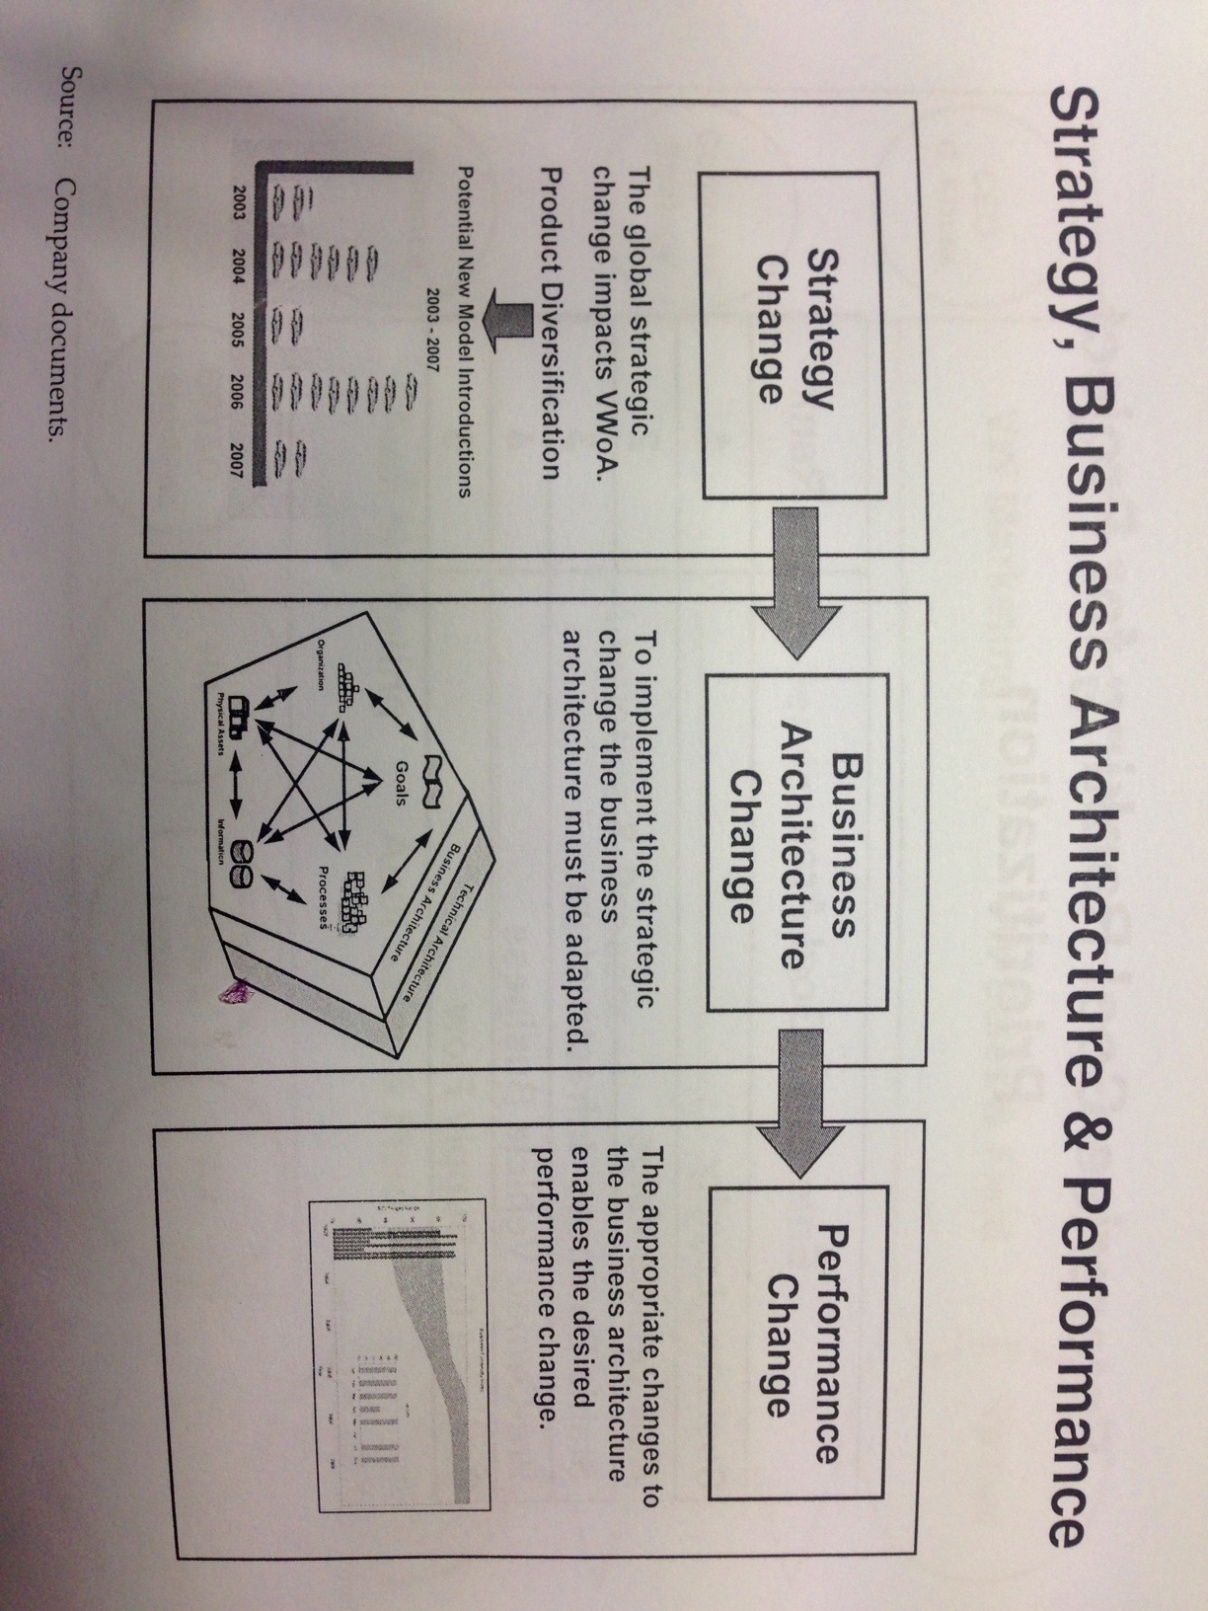 Strategy, Business Architecture & Performance
Strategy
Change
The global strategic
change impacts VWoA.
Product Diversification
Potential New Model Introductions
2003 - 2007
2003 2004 2005 2006 2007
Business
Architecture
Change
To implement the strategic
change the business
architecture must be adapted.
Technical Architecture
Business Architecture
Goals
Organization
Processes
Physical Assets
Information
Performance
Change
The appropriate changes to
the business architecture
enables the desired
performance change.
Source: Company documents.